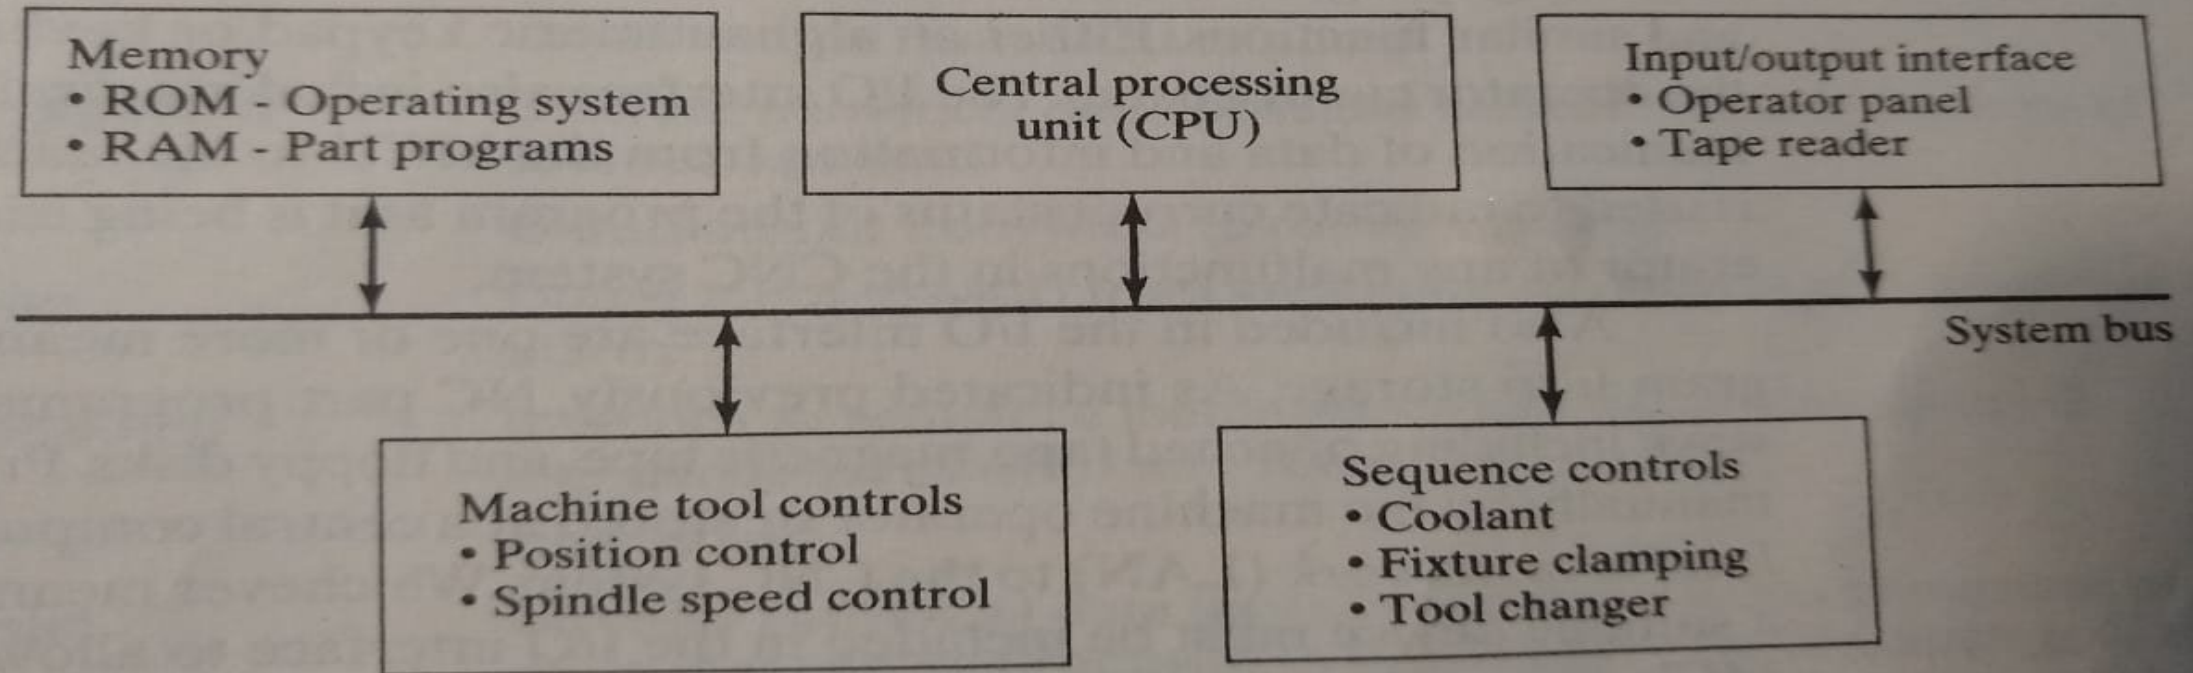 Memory
• ROM - Operating system
• RAM - Part programs
Central processing
unit (CPU)
Input/output interface
• Operator panel
• Tape reader
System bus
Machine tool controls
• Position control
• Spindle speed control
Sequence controls
• Coolant
• Fixture clamping
• Tool changer